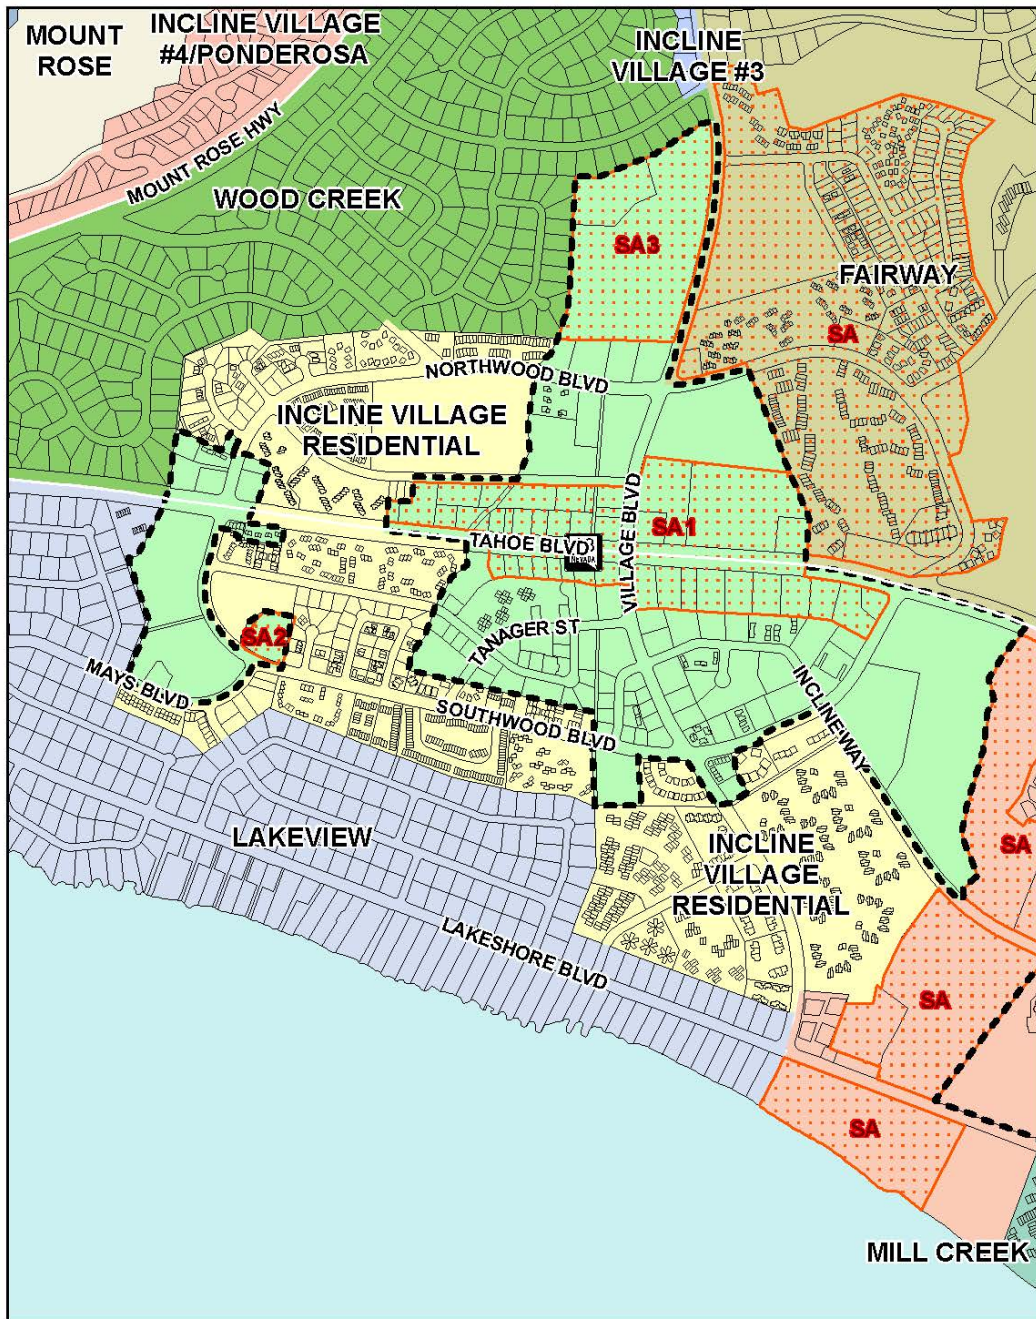 MOUNT
ROSE
INCLINE VILLAGE
#4/PONDEROSA
INCLINE
VILLAGE #3
MOUNT ROSE HWY
WOOD CREEK
SA3
FAIRWAY
SA
NORTHWOOD BLVD
INCLINE VILLAGE
RESIDENTIAL
VILLAGE BLVD
SA1
TAHOE BLVD
TANAGER ST
SA2
MAYS BLVD
SOUTHWOOD BLVD
INCLINE WAY
LAKEVIEW
INCLINE
VILLAGE
RESIDENTIAL
SA
LAKESHORE BLVD
SA
SA
MILL CREEK